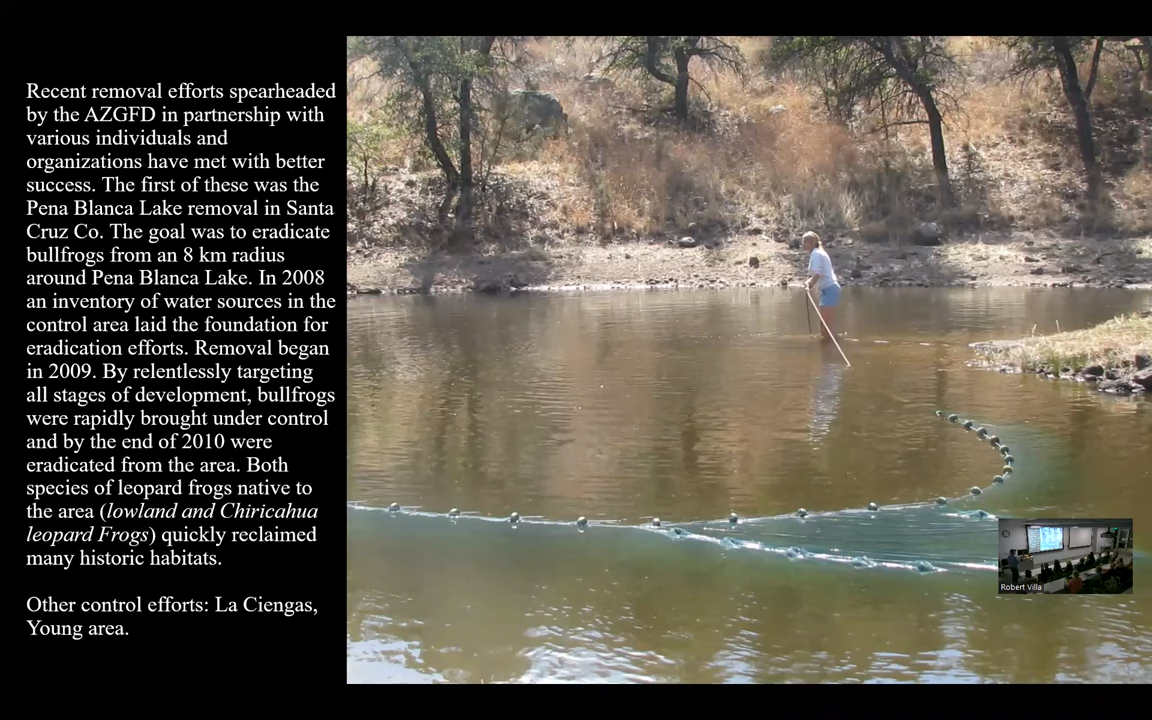 Recent removal efforts spearheaded
by the AZGFD in partnership with
various individuals and
organizations have met with better
success. The first of these was the
Pena Blanca Lake removal in Santa
Cruz Co. The goal was to eradicate
bullfrogs from an 8 km radius
around Pena Blanca Lake. In 2008
an inventory of water sources in the
control area laid the foundation for
eradication efforts. Removal began
in 2009. By relentlessly targeting
all stages of development, bullfrogs
were rapidly brought under control
and by the end of 2010 were
eradicated from the area. Both
species of leopard frogs native to
the area (lowland and Chiricahua
leopard Frogs) quickly reclaimed
many historic habitats.
Other control efforts: La Ciengas,
Young area.
Robert Villa